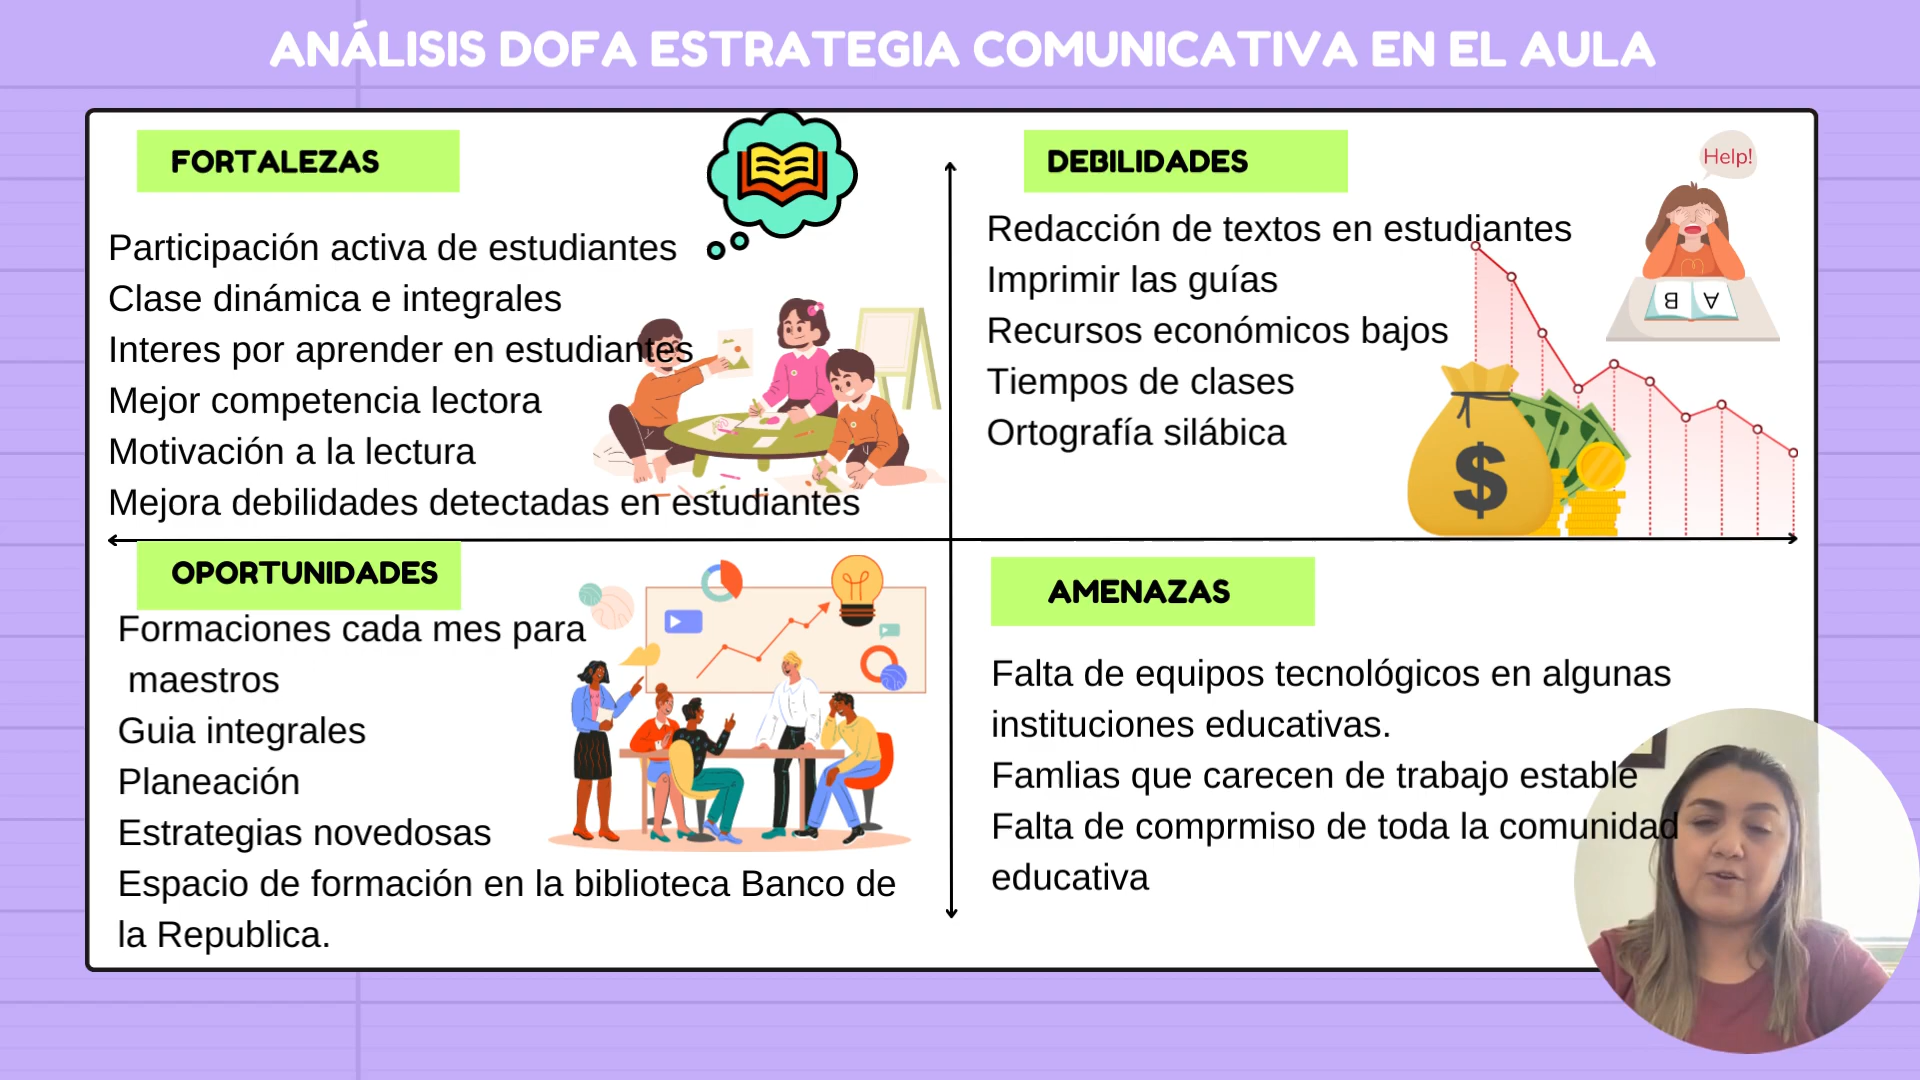 ANÁLISIS DOFA ESTRATEGIA COMUNICATIVA EN EL AULA
FORTALEZAS
Participación activa de estudiantes
Clase dinámica e integrales
Interes por aprender en estudiantes
Mejor competencia lectora
Motivación a la lectura
Mejora debilidades detectadas en estudiantes
DEBILIDADES
Help!
Redacción de textos en estudiantes
Imprimir las guías
Recursos económicos bajos
Tiempos de clases
Ortografía silábica
A B
$
OPORTUNIDADES
Formaciones cada mes para
maestros
Guia integrales
Planeación
Estrategias novedosas
Espacio de formación en la biblioteca Banco de
la Republica.
AMENAZAS
Falta de equipos tecnológicos en algunas
instituciones educativas.
Famlias que carecen de trabajo estable
Falta de comprmiso de toda la comunidad
educativa